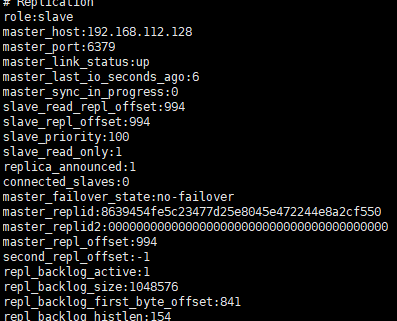 # Replication
role:slave
master_host:192.168.112.128
master_port:6379
master_link_status:up
master_last_io_seconds_ago:6
master_sync_in_progress:0
slave_read_repl_offset:994
slave_repl_offset:994
slave_priority:100
slave_read_only:1
replica_announced:1
connected_slaves:0
master_failover_state:no-failover
master_replid:8639454fe5c23477d25e8045e472244e8a2cf550
master_replid2:0000000000000000000000000000000000000000
master_repl_offset:994
second_repl_offset:-1
repl_backlog_active:1
repl_backlog_size:1048576
repl_backlog_first_byte_offset:841
repl_backlog_histlen:154